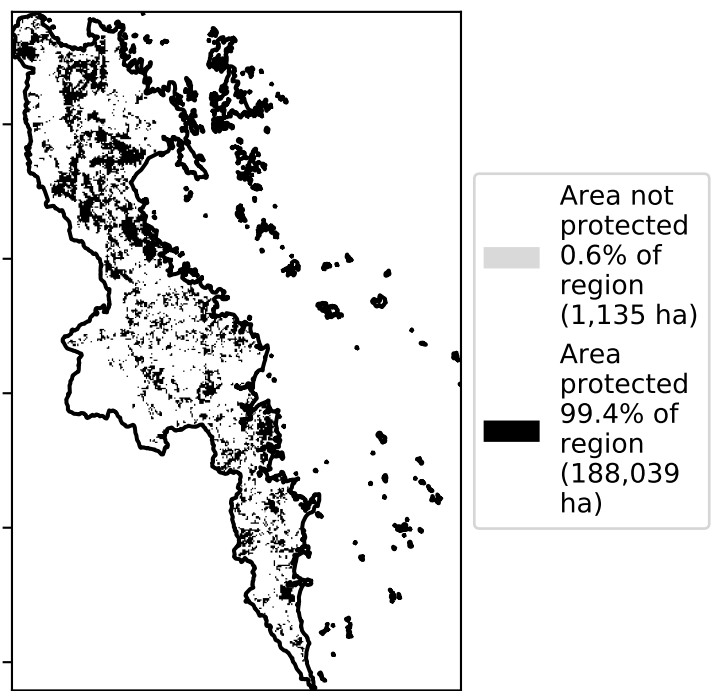 Area not
protected
0.6% of
region
(1,135 ha)
Area
protected
99.4% of
region
(188,039
ha)